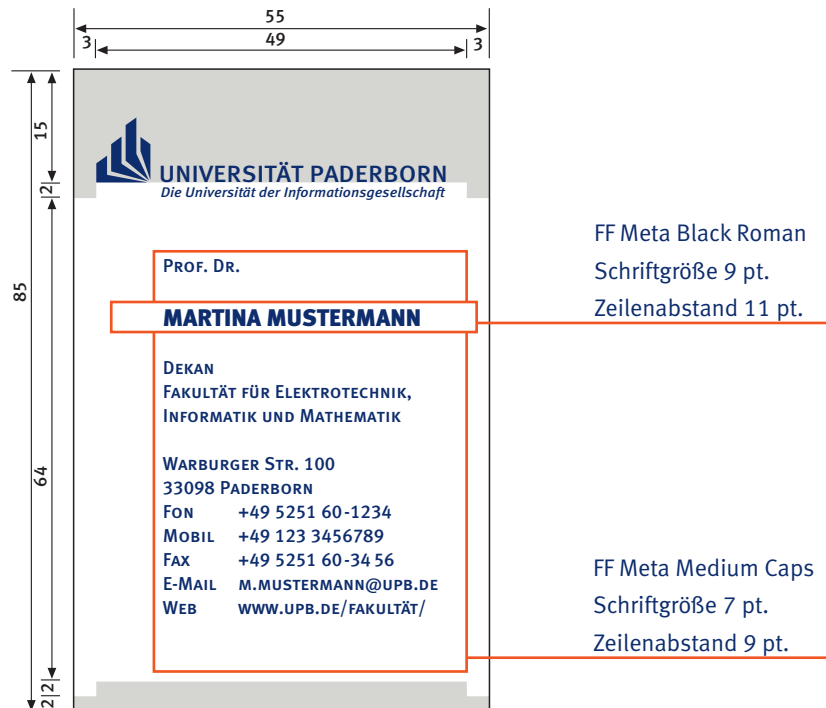 55
3 49 3
15
2
85
64
2
2
UNIVERSITÄT PADERBORN
Die Universität der Informationsgesellschaft
PROF. DR.
MARTINA MUSTERMANN
DEKAN
FAKULTÄT FÜR ELEKTROTECHNIK,
INFORMATIK UND MATHEMATIK
WARBURGER STR. 100
33098 PADERBORN
FON +49 5251 60-1234
MOBIL +49 123 3456789
FAX +49 5251 60-34 56
E-MAIL M.MUSTERMANN@UPB.DE
WEB WWW.UPB.DE/FAKULTÄT/
FF Meta Black Roman
Schriftgröße 9 pt.
Zeilenabstand 11 pt.
FF Meta Medium Caps
Schriftgröße 7 pt.
Zeilenabstand 9 pt.